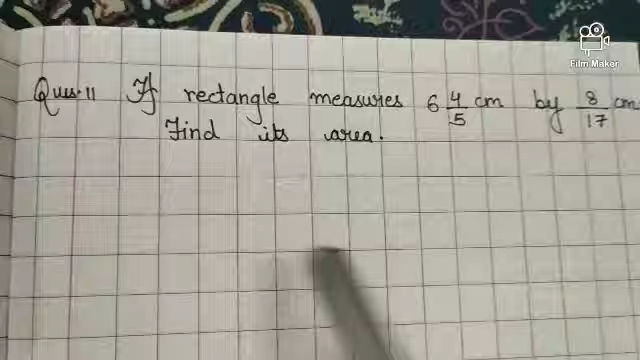 Ques.11 If rectangle measures 6 4/5 cm by 8/17 cm
Find its area.
Film Maker